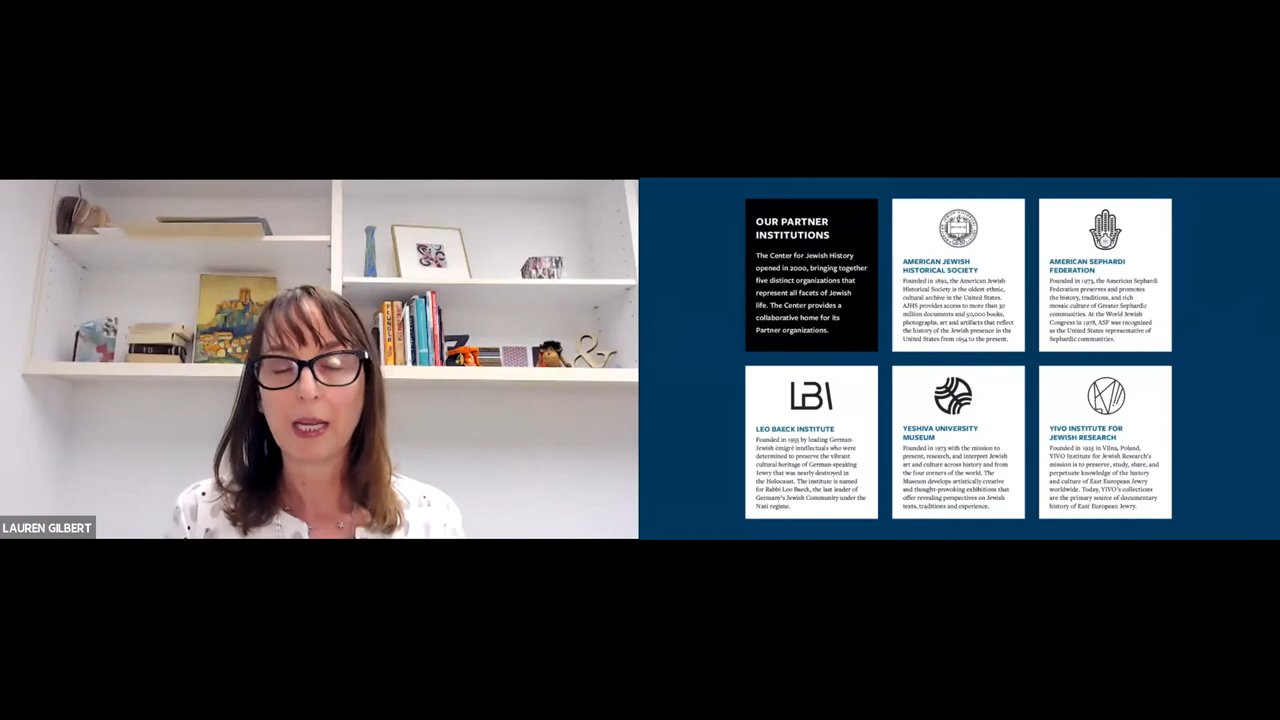 LAUREN GILBERT
OUR PARTNER
INSTITUTIONS
The Center for Jewish History
opened in 2000, bringing together
five distinct organizations that
represent all facets of Jewish
life. The Center provides a
collaborative home for its
Partner organizations.
AMERICAN JEWISH
HISTORICAL SOCIETY
Founded in 1892, the American Jewish
Historical Society is the oldest ethnic,
cultural archive in the United States.
AJHS provides access to more than 30
million documents and 50,000 books,
photographs, art and artifacts that reflect
the history of the Jewish presence in the
United States from 1654 to the present.
AMERICAN SEPHARDI
FEDERATION
Founded in 1973, the American Sephardi
Federation preserves and promotes
the history, traditions, and rich
mosaic culture of Greater Sephardic
communities. At the World Jewish
Congress in 1978, ASF was recognized
as the United States representative of
Sephardic communities.
LBI
LEO BAECK INSTITUTE
Founded in 1955 by leading German-
Jewish émigré intellectuals who were
determined to preserve the vibrant
cultural heritage of German-speaking
Jewry that was nearly destroyed in
the Holocaust. The institute is named
for Rabbi Leo Baeck, the last leader of
Germany's Jewish Community under the
Nazi regime.
YESHIVA UNIVERSITY
MUSEUM
Founded in 1973 with the mission to
present, research, and interpret Jewish
art and culture across history and from
the four corners of the world. The
Museum develops artistically creative
and thought-provoking exhibitions that
offer revealing perspectives on Jewish
texts, traditions and experience.
YIVO INSTITUTE FOR
JEWISH RESEARCH
Founded in 1925 in Vilna, Poland,
YIVO Institute for Jewish Research's
mission is to preserve, study, share, and
perpetuate knowledge of the history
and culture of East European Jewry
worldwide. Today, YIVO's collections
are the primary source of documentary
history of East European Jewry.